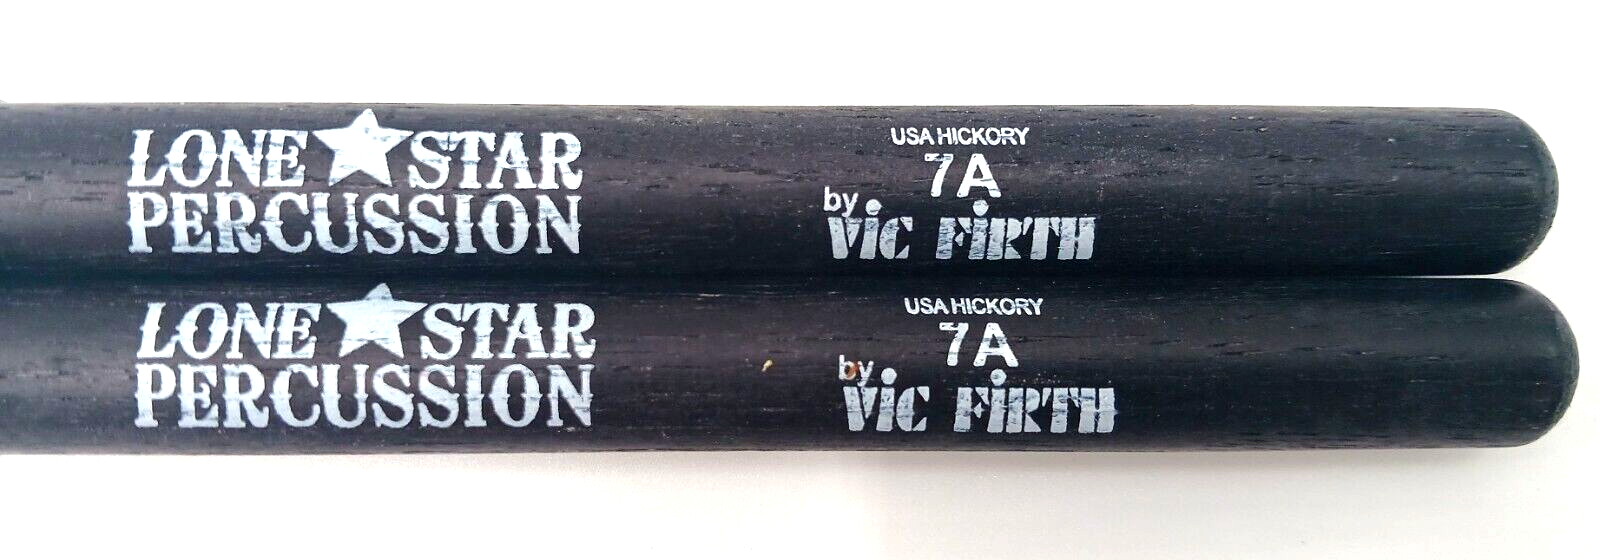 LONE STAR
PERCUSSION
USA HICKORY
7A
by
VIC FIRTH
LONE STAR
PERCUSSION
USA HICKORY
7A
by
VIC FIRTH